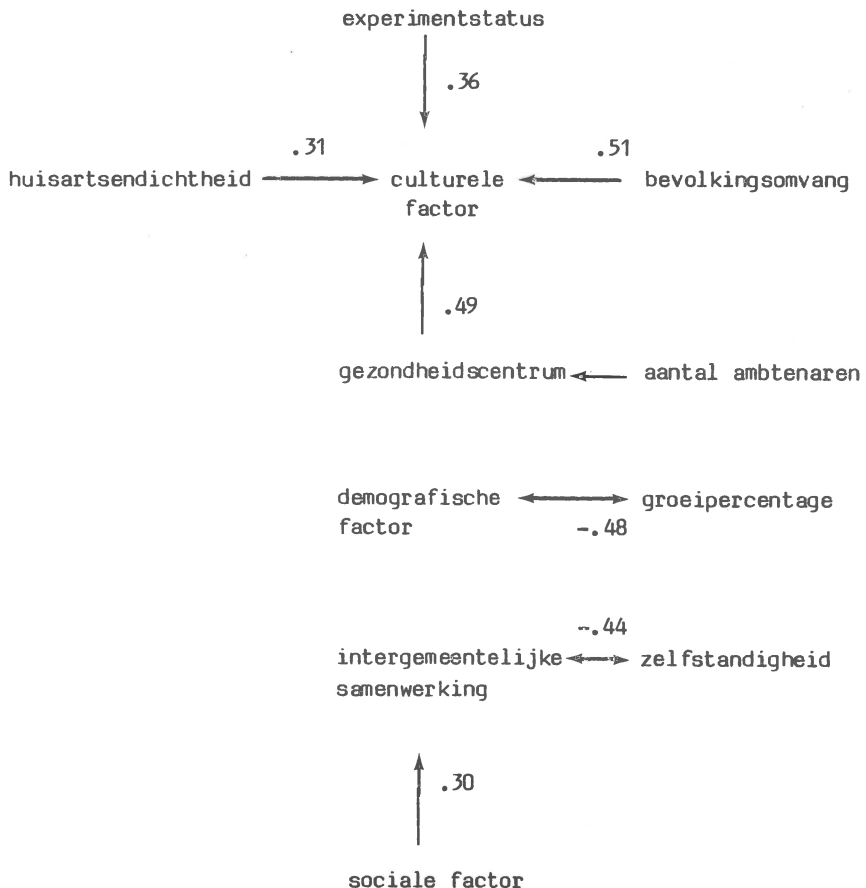 experimentstatus
.36
.31 .51
huisartsendichtheid culturele bevolkingsomvang
factor
.49
gezondheidscentrum aantal ambtenaren
demografische groeipercentage
factor -.48
-.44
intergemeentelijke zelfstandigheid
samenwerking
.30
sociale factor